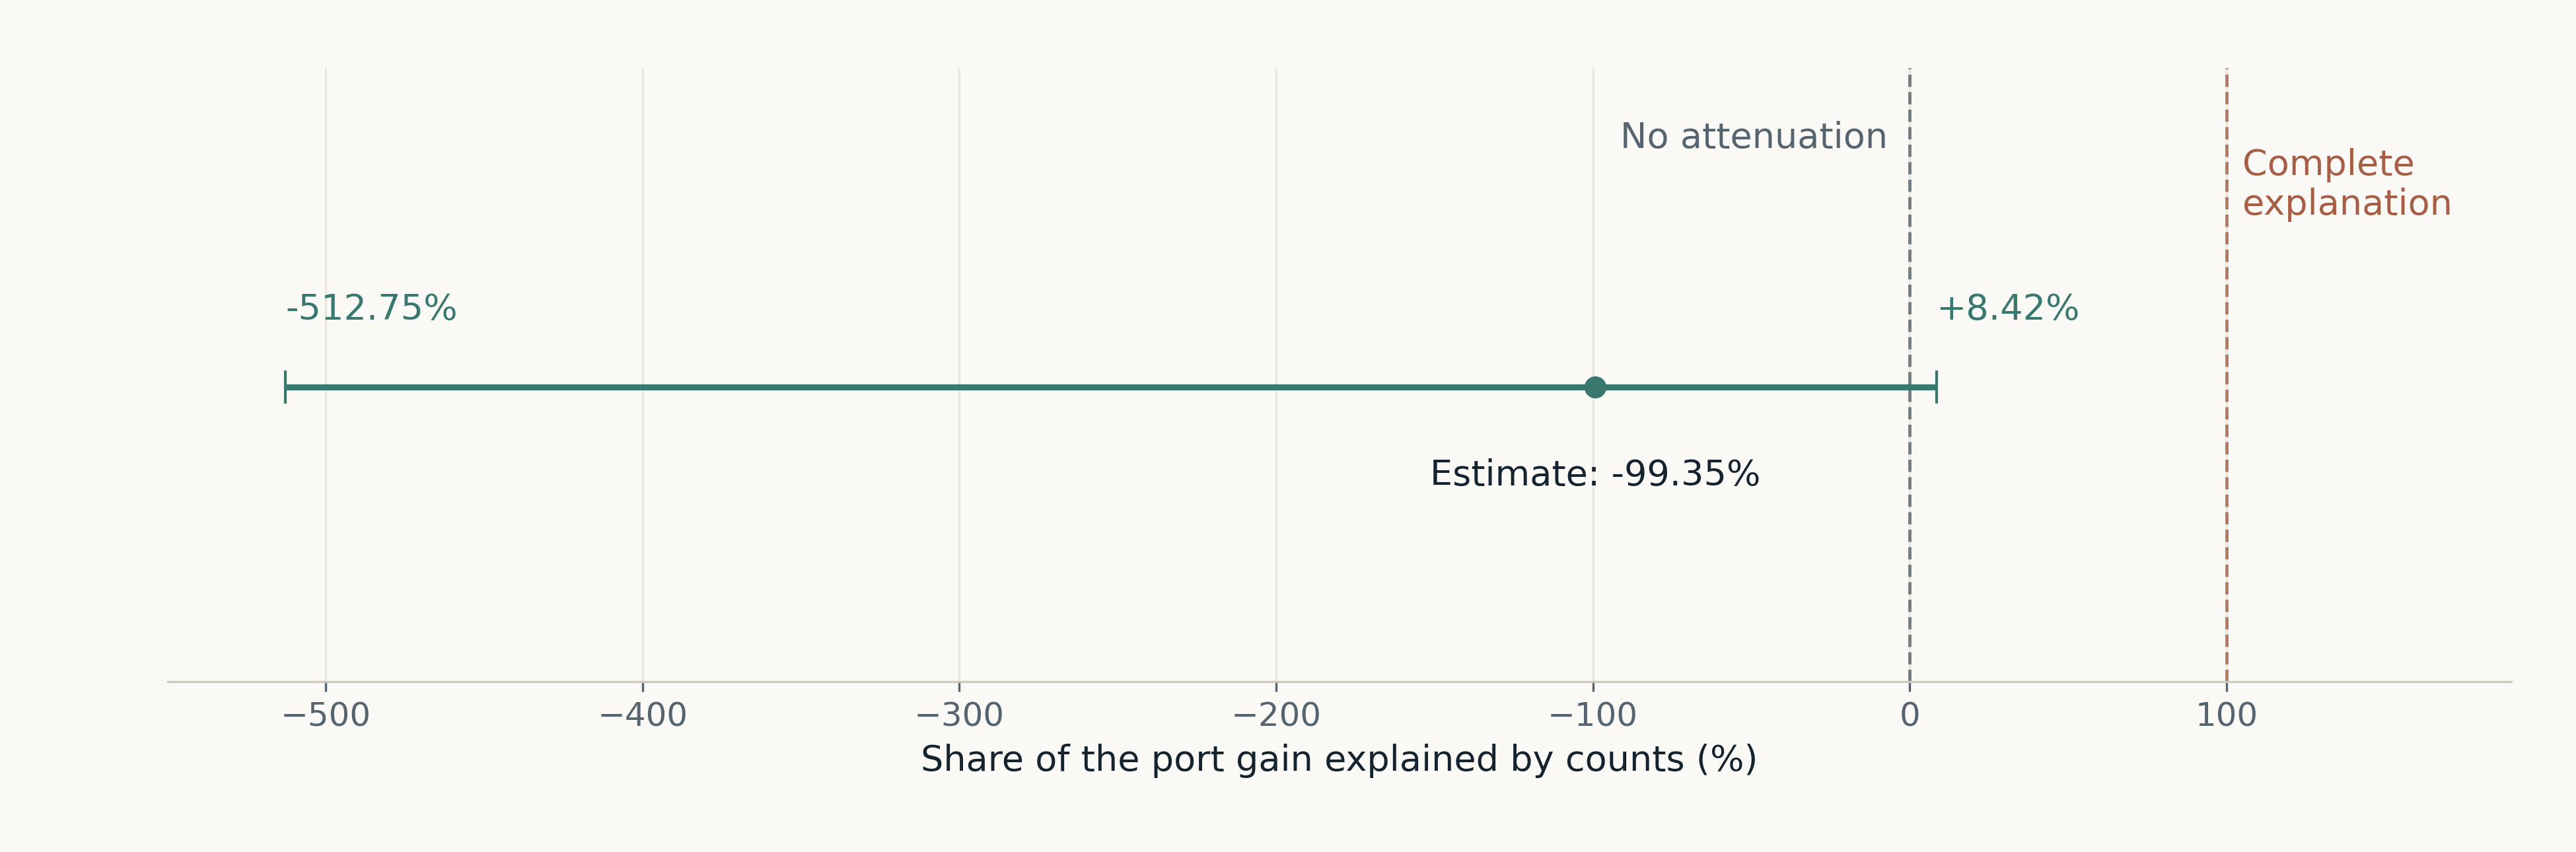 No attenuation
Complete
explanation
-512.75%
+8.42%
Estimate: -99.35%
−500
−400
−300
−200
−100
0
100
Share of the port gain explained by counts (%)